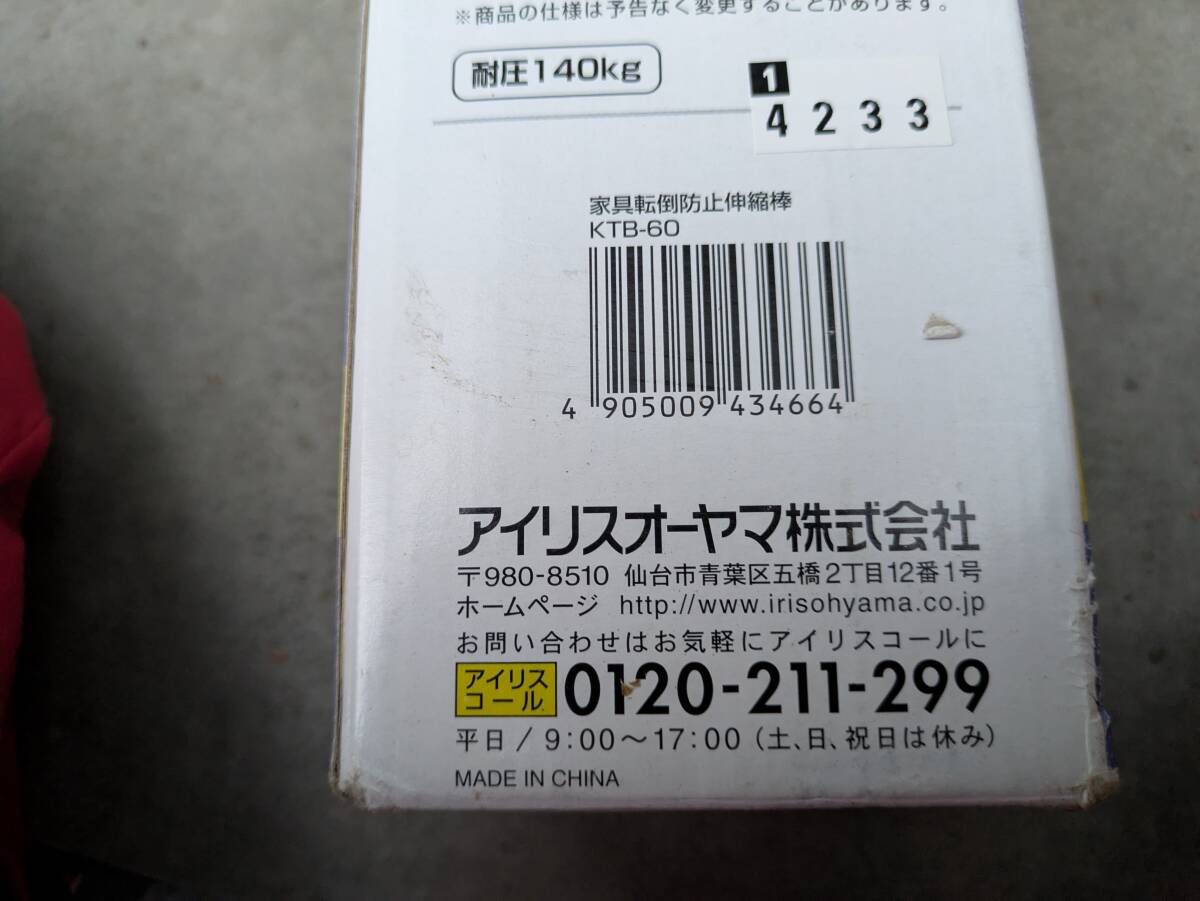 ※商品の仕様は予告なく変更することがあります。
耐圧140kg
1
4233
家具転倒防止伸縮棒
KTB-60
4 905009 434664
アイリスオーヤマ株式会社
〒980-8510 仙台市青葉区五橋2丁目12番1号
ホームページ http://www.irisohyama.co.jp
お問い合わせはお気軽にアイリスコールに
アイリス
コール
0120-211-299
平日/9:00〜17:00(土、日、祝日は休み)
MADE IN CHINA